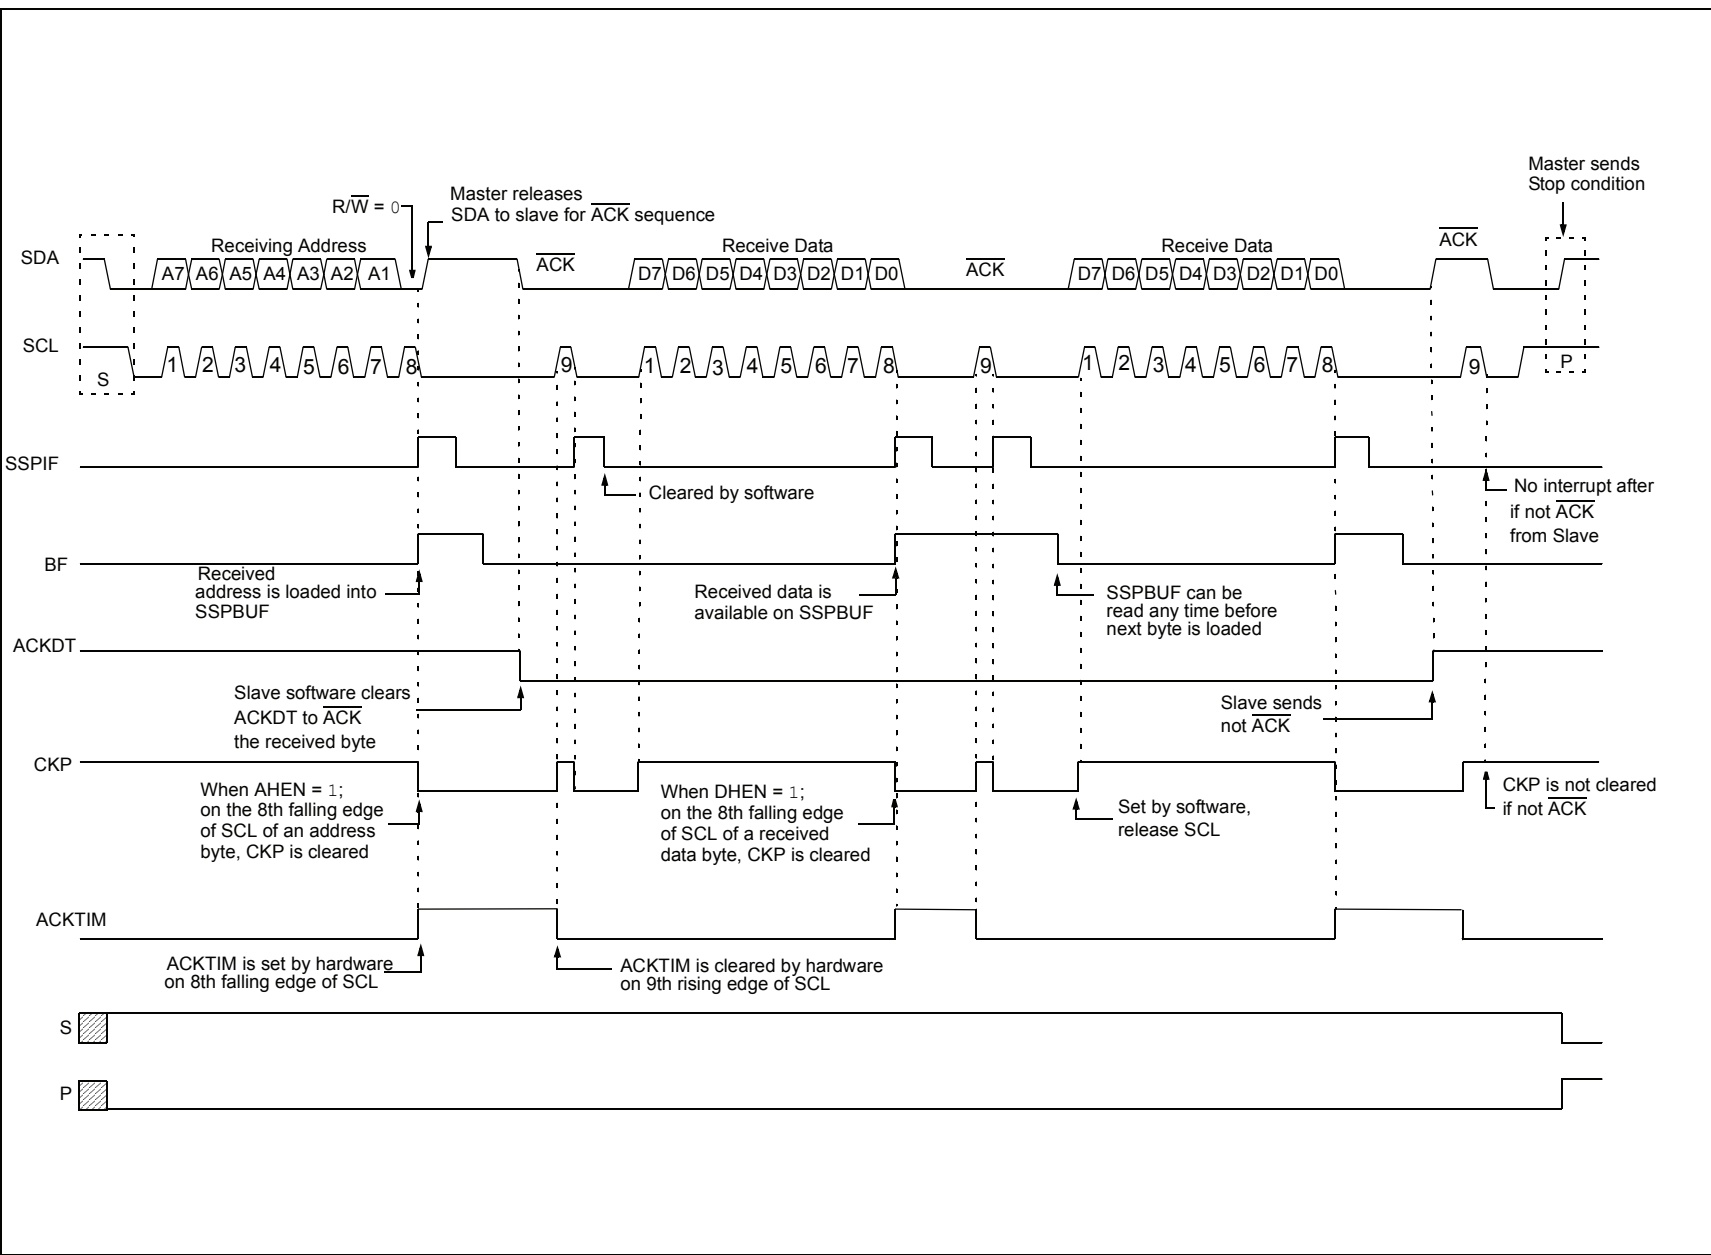 Master sends
Stop condition
R/W = 0
Master releases
SDA to slave for ACK sequence
SDA
Receiving Address
A7 A6 A5 A4 A3 A2 A1
ACK
Receive Data
D7 D6 D5 D4 D3 D2 D1 D0
ACK
Receive Data
D7 D6 D5 D4 D3 D2 D1 D0
ACK
SCL
S
1 2 3 4 5 6 7 8 9 1 2 3 4 5 6 7 8 9 1 2 3 4 5 6 7 8 9
P
SSPIF
Cleared by software
No interrupt after
if not ACK
from Slave
BF
Received
address is loaded into
SSPBUF
Received data is
available on SSPBUF
SSPBUF can be
read any time before
next byte is loaded
ACKDT
Slave software clears
ACKDT to ACK
the received byte
Slave sends
not ACK
CKP
When AHEN = 1;
on the 8th falling edge
of SCL of an address
byte, CKP is cleared
When DHEN = 1;
on the 8th falling edge
of SCL of a received
data byte, CKP is cleared
Set by software,
release SCL
CKP is not cleared
if not ACK
ACKTIM
ACKTIM is set by hardware
on 8th falling edge of SCL
ACKTIM is cleared by hardware
on 9th rising edge of SCL
S
P